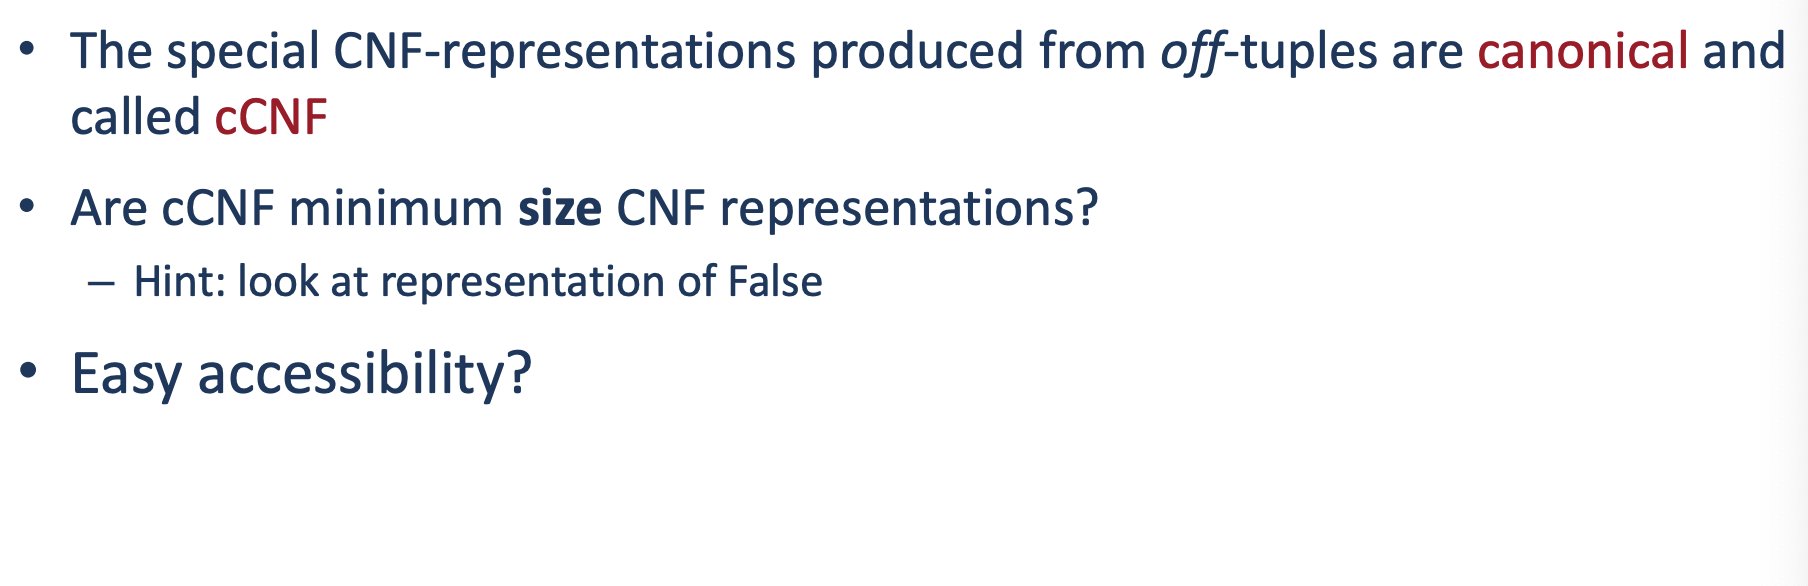 • The special CNF-representations produced from off-tuples are canonical and
called cCNF
• Are cCNF minimum size CNF representations?
– Hint: look at representation of False
• Easy accessibility?